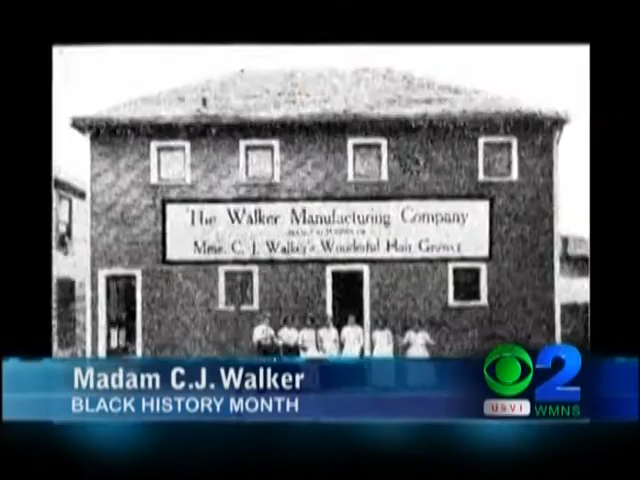 The Walker Manufacturing Company
Mme. C. J. Walker's Wonderful Hair Grower
Madam C.J. Walker
BLACK HISTORY MONTH
2
USVI
WMNS